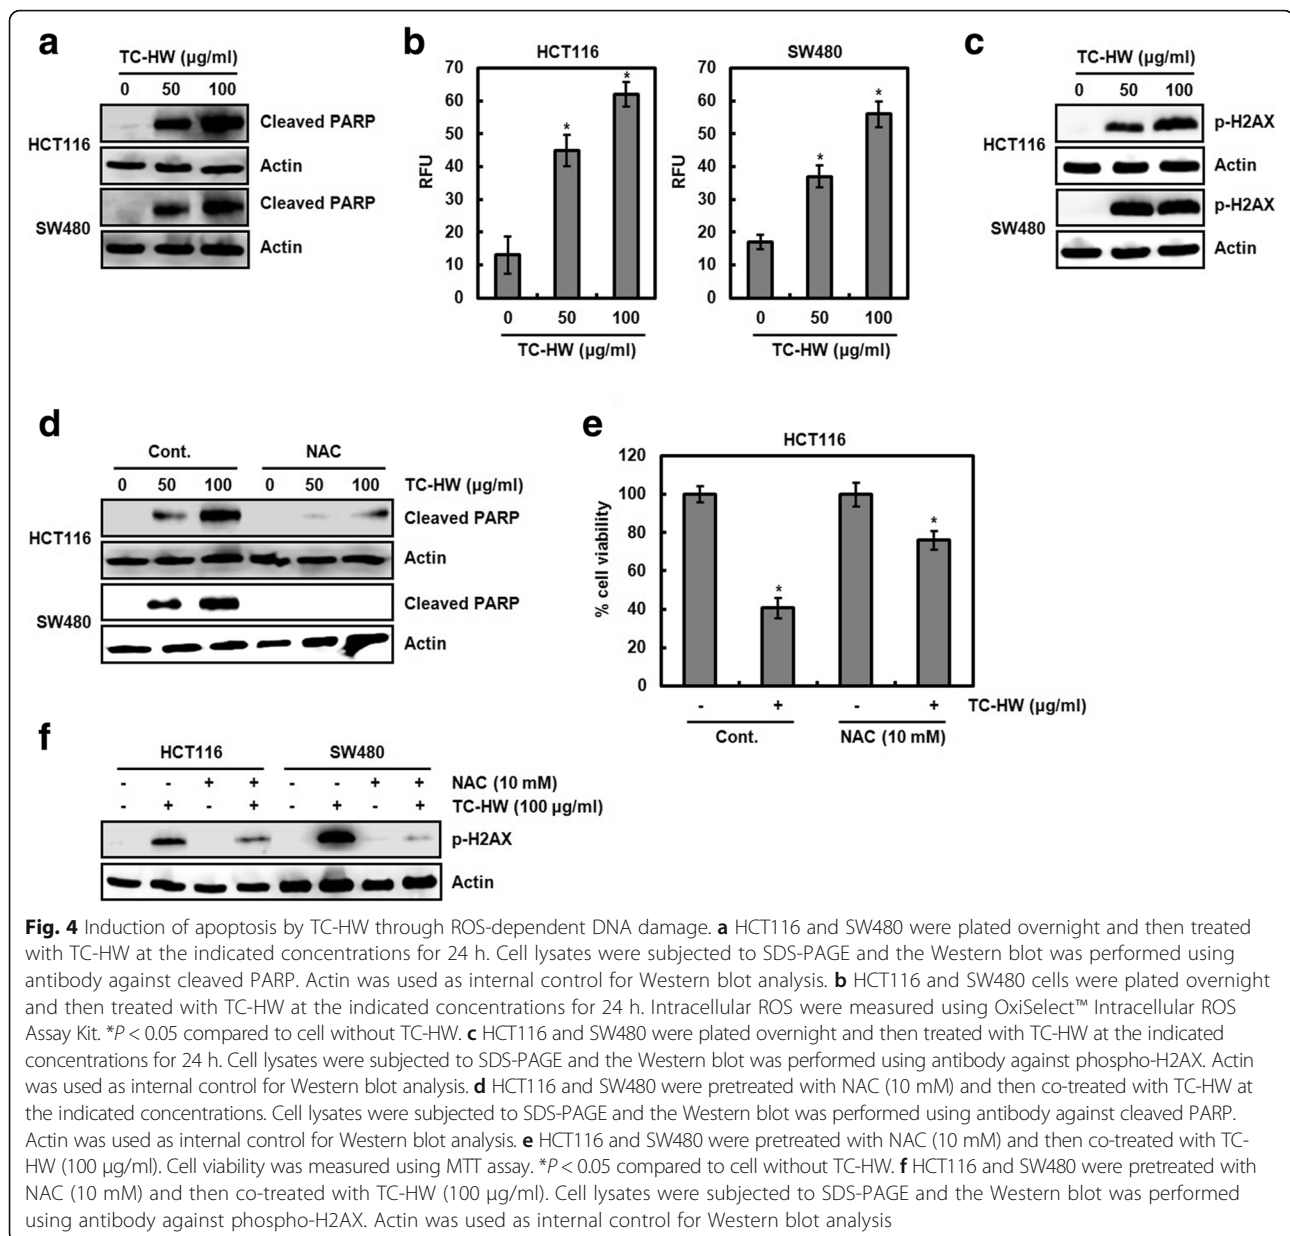 a
TC-HW (µg/ml)
0 50 100
HCT116
Cleaved PARP
Actin
SW480
Cleaved PARP
Actin
b
HCT116
RFU
70
60
50
40
30
20
10
0
*
*
0 50 100
TC-HW (µg/ml)
SW480
RFU
70
60
50
40
30
20
10
0
*
*
0 50 100
TC-HW (µg/ml)
c
TC-HW (µg/ml)
0 50 100
HCT116
p-H2AX
Actin
SW480
p-H2AX
Actin
d
Cont. NAC
0 50 100 0 50 100 TC-HW (µg/ml)
HCT116
Cleaved PARP
Actin
SW480
Cleaved PARP
Actin
e
HCT116
% cell viability
120
100
80
60
40
20
0
*
*
- + - + TC-HW (µg/ml)
Cont. NAC (10 mM)
f
HCT116 SW480
- - + + - - + + NAC (10 mM)
- + - + - + - + TC-HW (100 µg/ml)
p-H2AX
Actin
Fig. 4 Induction of apoptosis by TC-HW through ROS-dependent DNA damage. a HCT116 and SW480 were plated overnight and then treated
with TC-HW at the indicated concentrations for 24 h. Cell lysates were subjected to SDS-PAGE and the Western blot was performed using
antibody against cleaved PARP. Actin was used as internal control for Western blot analysis. b HCT116 and SW480 cells were plated overnight
and then treated with TC-HW at the indicated concentrations for 24 h. Intracellular ROS were measured using OxiSelect™ Intracellular ROS
Assay Kit. *P < 0.05 compared to cell without TC-HW. c HCT116 and SW480 were plated overnight and then treated with TC-HW at the indicated
concentrations for 24 h. Cell lysates were subjected to SDS-PAGE and the Western blot was performed using antibody against phospho-H2AX. Actin
was used as internal control for Western blot analysis. d HCT116 and SW480 were pretreated with NAC (10 mM) and then co-treated with TC-HW at
the indicated concentrations. Cell lysates were subjected to SDS-PAGE and the Western blot was performed using antibody against cleaved PARP.
Actin was used as internal control for Western blot analysis. e HCT116 and SW480 were pretreated with NAC (10 mM) and then co-treated with TC-
HW (100 µg/ml). Cell viability was measured using MTT assay. *P < 0.05 compared to cell without TC-HW. f HCT116 and SW480 were pretreated with
NAC (10 mM) and then co-treated with TC-HW (100 µg/ml). Cell lysates were subjected to SDS-PAGE and the Western blot was performed
using antibody against phospho-H2AX. Actin was used as internal control for Western blot analysis